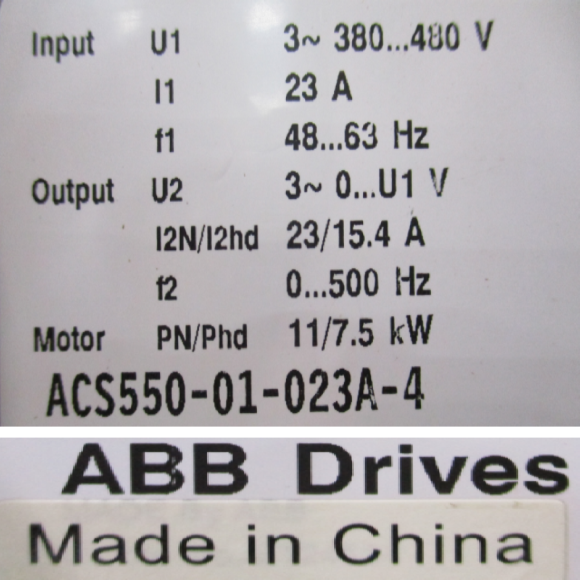 Input U1 3~ 380...480 V
I1 23 A
f1 48...63 Hz
Output U2 3~ 0...U1 V
I2N/I2hd 23/15.4 A
f2 0...500 Hz
Motor PN/Phd 11/7.5 kW
ACS550-01-023A-4
ABB Drives
Made in China